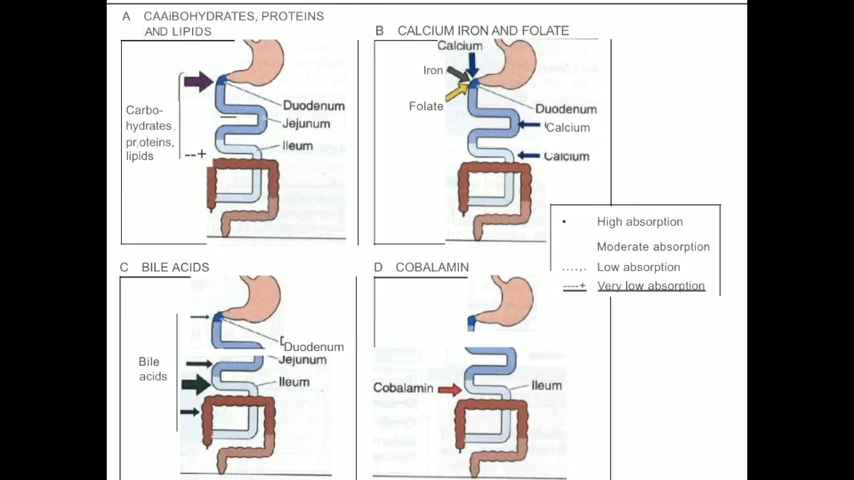 A CAAiBOHYDRATES, PROTEINS
AND LIPIDS
Carbo-
hydrates,
proteins,
lipids
--+
Duodenum
Jejunum
Ileum
B CALCIUM IRON AND FOLATE
Calcium
Iron
Folate
Duodenum
Calcium
Calcium
High absorption
Moderate absorption
Low absorption
----+ Very low absorption
C BILE ACIDS
Bile
acids
Duodenum
Jejunum
Ileum
D COBALAMIN
Cobalamin
Ileum